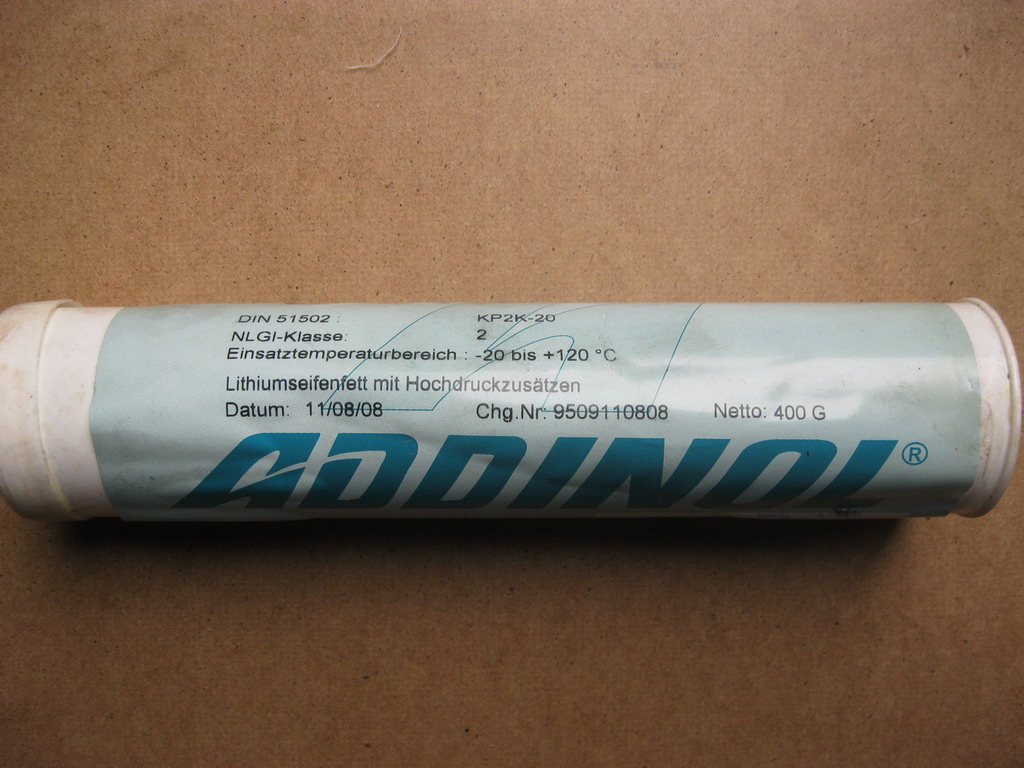 DIN 51502 : KP2K-20
NLGI-Klasse: 2
Einsatztemperaturbereich : -20 bis +120 °C
Lithiumseifenfett mit Hochdruckzusätzen
Datum: 11/08/08 Chg.Nr: 9509110808 Netto: 400 G
ADDINOL®